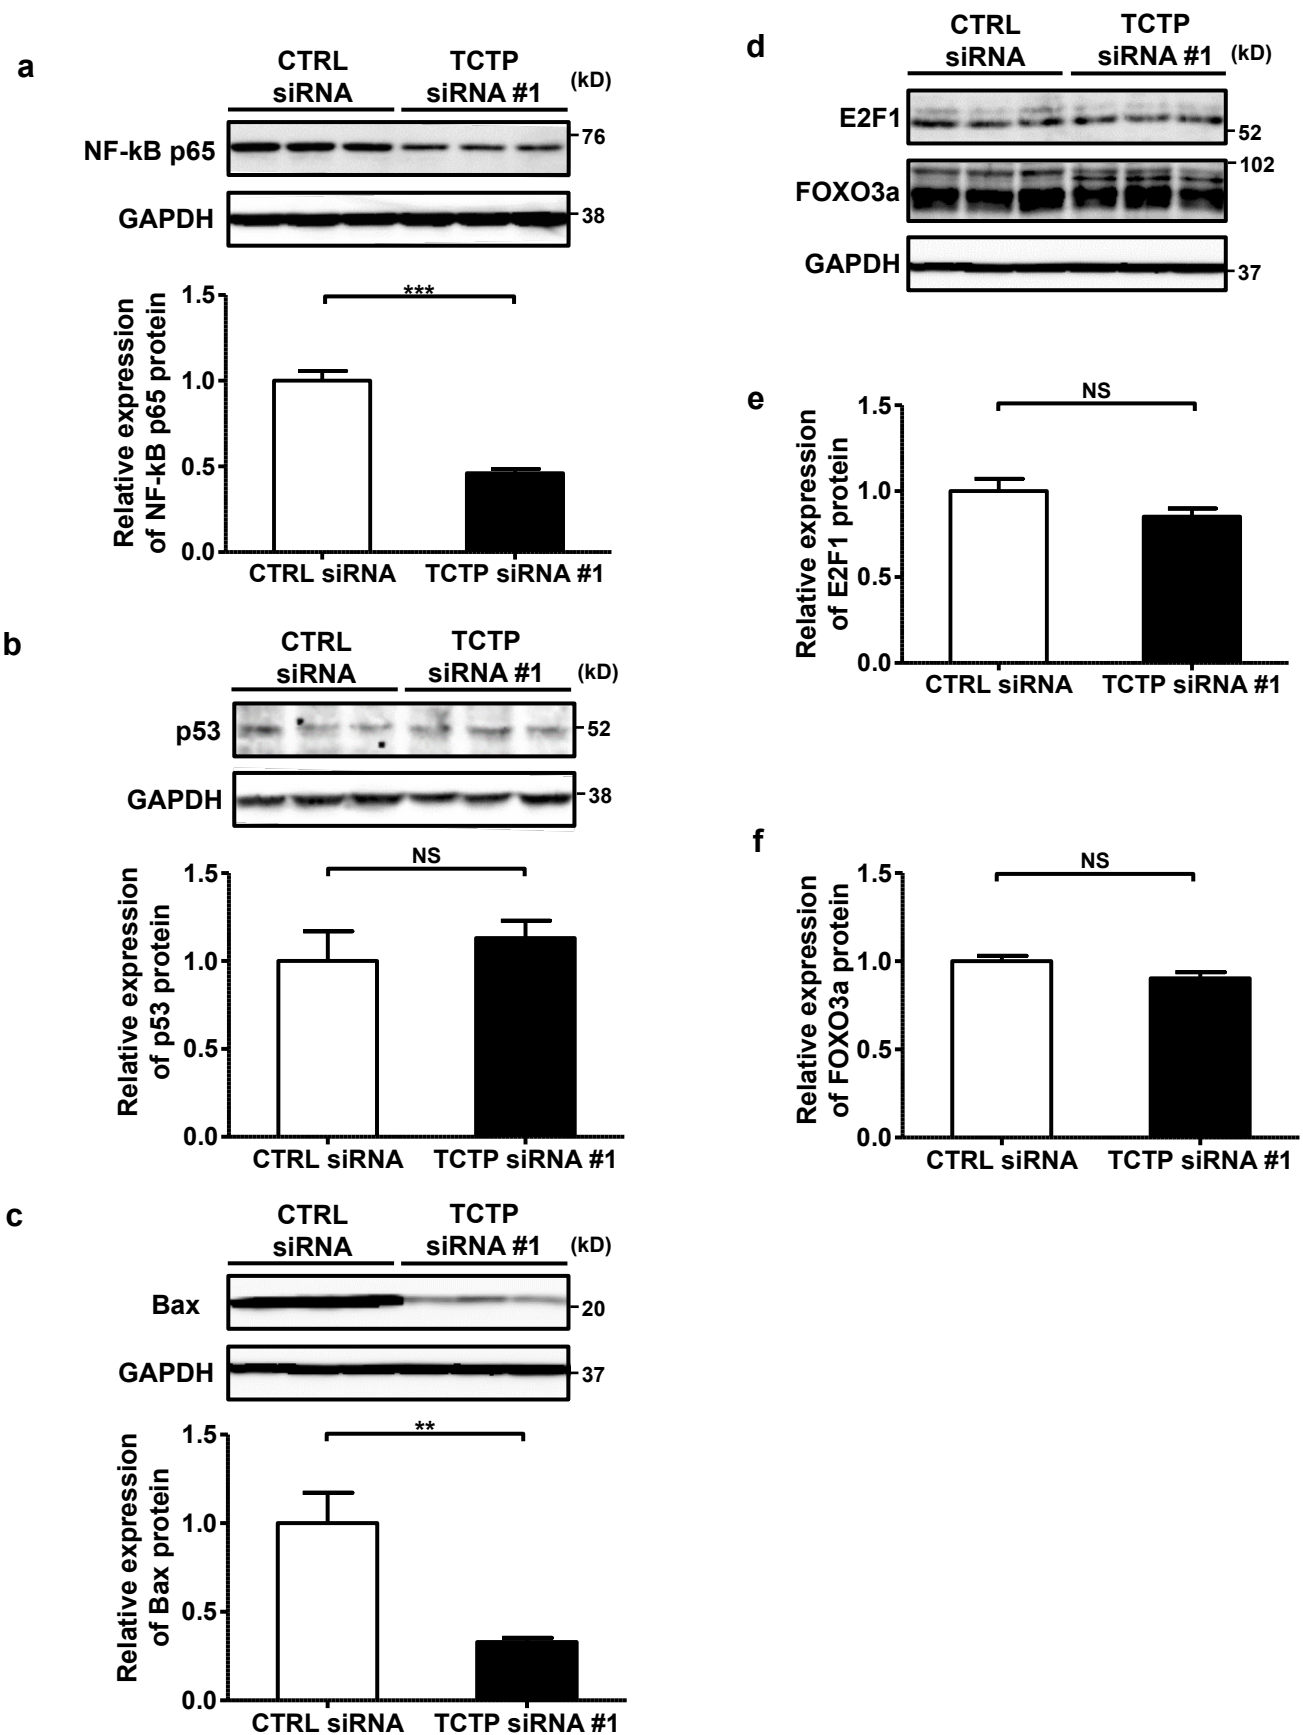 a
CTRL
siRNA
TCTP
siRNA #1
(kD)
NF-kB p65
76
GAPDH
38
Relative expression
of NF-kB p65 protein
1.5
1.0
0.5
0.0
***
CTRL siRNA
TCTP siRNA #1
b
CTRL
siRNA
TCTP
siRNA #1
(kD)
p53
52
GAPDH
38
Relative expression
of p53 protein
1.5
1.0
0.5
0.0
NS
CTRL siRNA
TCTP siRNA #1
c
CTRL
siRNA
TCTP
siRNA #1
(kD)
Bax
20
GAPDH
37
Relative expression
of Bax protein
1.5
1.0
0.5
0.0
**
CTRL siRNA
TCTP siRNA #1
d
CTRL
siRNA
TCTP
siRNA #1
(kD)
E2F1
52
FOXO3a
102
GAPDH
37
e
Relative expression
of E2F1 protein
1.5
1.0
0.5
0.0
NS
CTRL siRNA
TCTP siRNA #1
f
Relative expression
of FOXO3a protein
1.5
1.0
0.5
0.0
NS
CTRL siRNA
TCTP siRNA #1